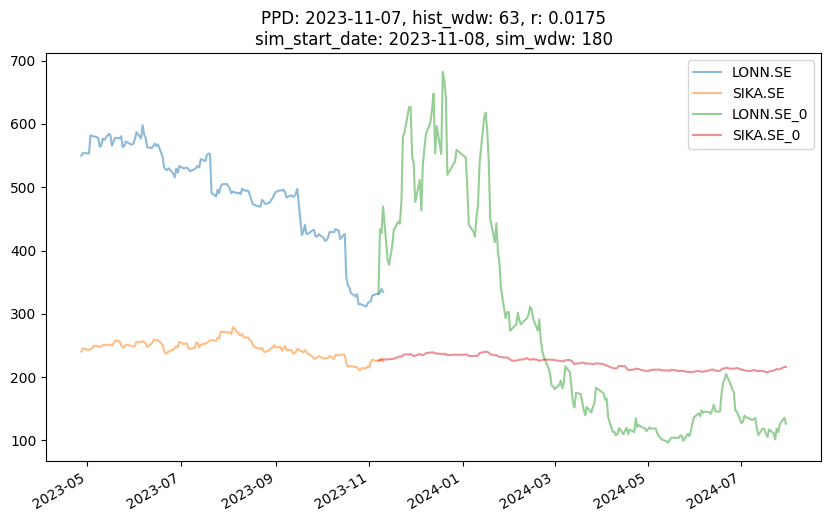 PPD: 2023-11-07, hist_wdw: 63, r: 0.0175
sim_start_date: 2023-11-08, sim_wdw: 180
700
600
500
400
300
200
100
LONN.SE
SIKA.SE
LONN.SE_0
SIKA.SE_0
2023-05
2023-07
2023-09
2023-11
2024-01
2024-03
2024-05
2024-07